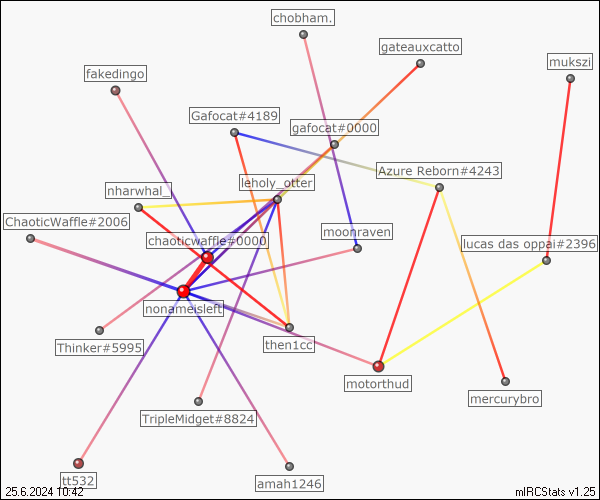 chobham.
gateauxcatto
mukszi
fakedingo
Gafocat#4189
gafocat#0000
Azure Reborn#4243
leholy_otter
nharwhal_
ChaoticWaffle#2006
chaoticwaffle#0000
moonraven
lucas das oppai#2396
nonameisleft
Thinker#5995
then1cc
motorthud
mercurybro
TripleMidget#8824
tt532
amah1246
25.6.2024 10:42
mIRCStats v1.25